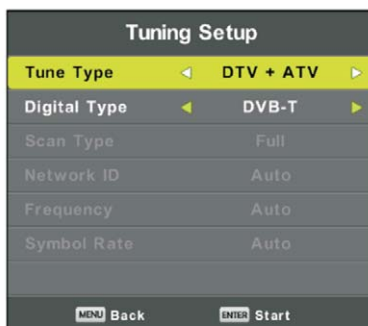 Tuning Setup
Tune Type DTV + ATV
Digital Type DVB-T
Scan Type Full
Network ID Auto
Frequency Auto
Symbol Rate Auto
MENU Back ENTER Start